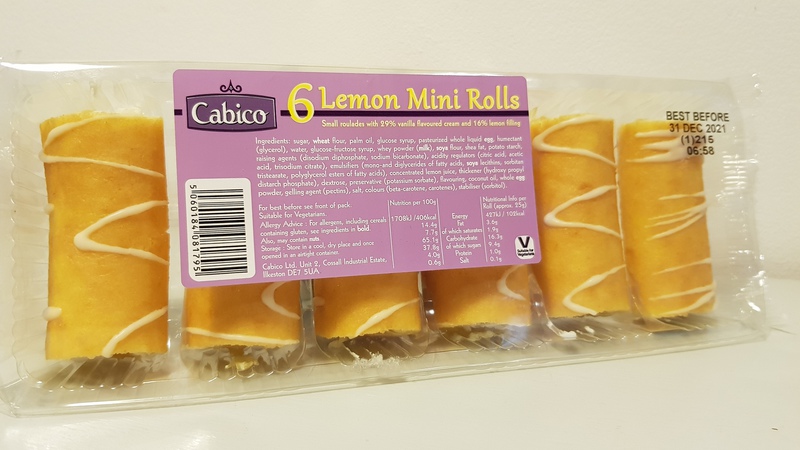 Cabico
6 Lemon Mini Rolls
Small roulades with 29% vanilla flavoured cream and 16% lemon filling
Ingredients: sugar, wheat flour, palm oil, glucose syrup, pasteurized whole liquid egg, humectant
(glycerol), water, glucose-fructose syrup, whey powder (milk), soya flour, shea fat, potato starch,
raising agents (disodium diphosphate, sodium bicarbonate), acidity regulators (citric acid, acetic
acid, trisodium citrate), emulsifiers (mono-and diglycerides of fatty acids, soya lecithins, sorbitan
tristearate, polyglycerol esters of fatty acids), concentrated lemon juice, thickener (hydroxy propyl
distarch phosphate), dextrose, preservative (potassium sorbate), flavouring, coconut oil, whole egg
powder, gelling agent (pectins), salt, colours (beta-carotene, carotenes), stabiliser (sorbitol).
For best before see front of pack.
Suitable for Vegetarians.
Allergy Advice : For allergens, including cereals
containing gluten, see ingredients in bold.
Also, may contain nuts.
Storage : Store in a cool, dry place and once
opened in an airtight container.
Cabico Ltd. Unit 2, Cossall Industrial Estate,
Ilkeston DE7 5UA
Nutrition per 100g
Nutritional Info per
Roll (approx. 25g)
1708kJ /406kcal Energy 427kJ / 102kcal
14.4g Fat 3.6g
7.7g of which saturates 1.9g
65.1g Carbohydrate 16.3g
37.8g of which sugar 9.4g
4.0g Protein 1.0g
0.6g Salt 0.1g
V
Suitable for
Vegetarians
5060184081795
BEST BEFORE
31 DEC 2021
(1)215
06:58